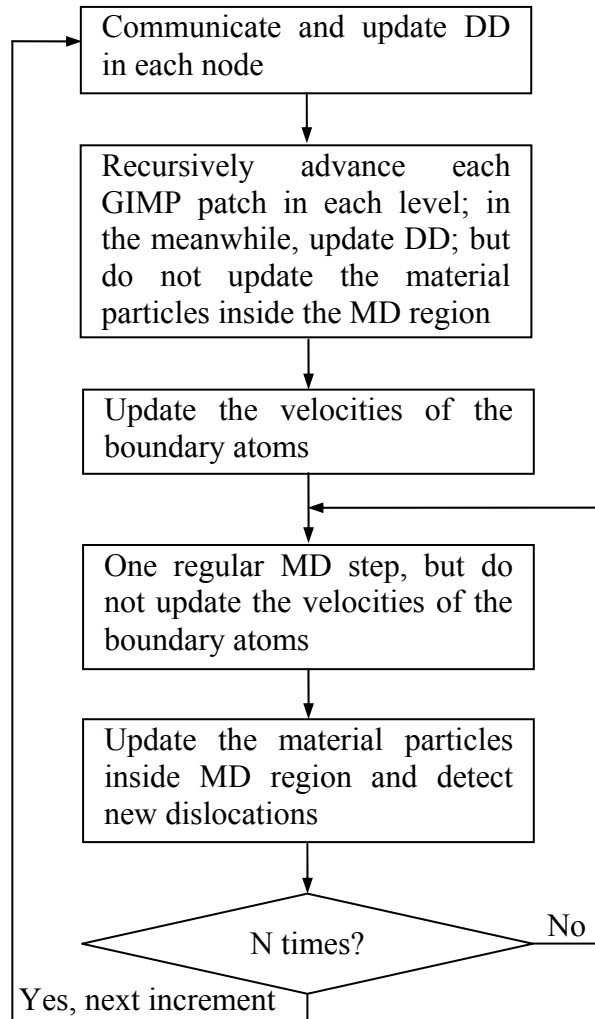 Communicate and update DD
in each node
Recursively advance each
GIMP patch in each level; in
the meanwhile, update DD; but
do not update the material
particles inside the MD region
Update the velocities of the
boundary atoms
One regular MD step, but do
not update the velocities of the
boundary atoms
Update the material particles
inside MD region and detect
new dislocations
N times?
No
Yes, next increment